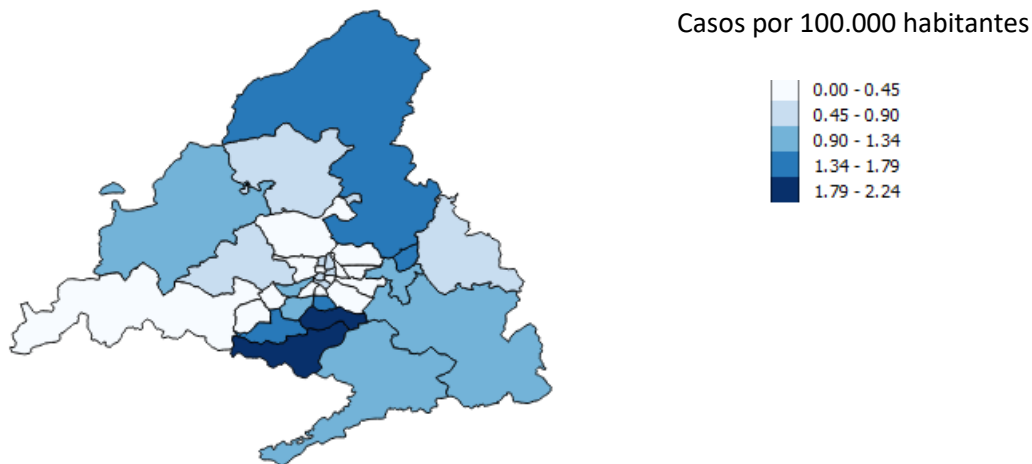 Casos por 100.000 habitantes
0.00 - 0.45
0.45 - 0.90
0.90 - 1.34
1.34 - 1.79
1.79 - 2.24